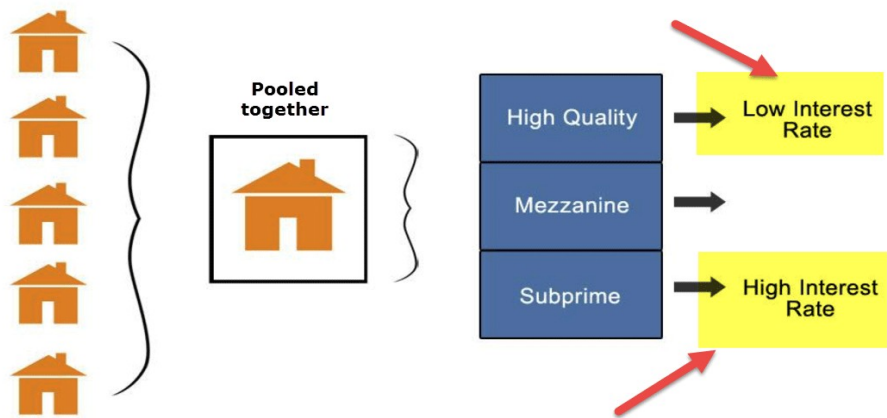 Pooled
together
High Quality
Low Interest
Rate
Mezzanine
Subprime
High Interest
Rate